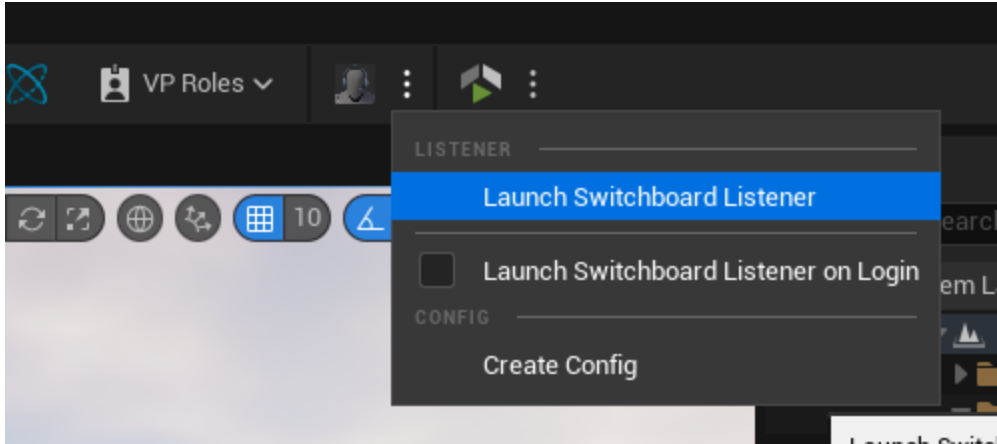 VP Roles
LISTENER
Launch Switchboard Listener
10
Launch Switchboard Listener on Login
CONFIG
Create Config